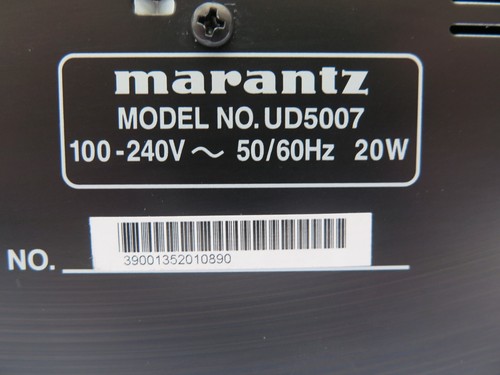 marantz
MODEL NO. UD5007
100-240V ~ 50/60Hz 20W
NO. 39001352010890